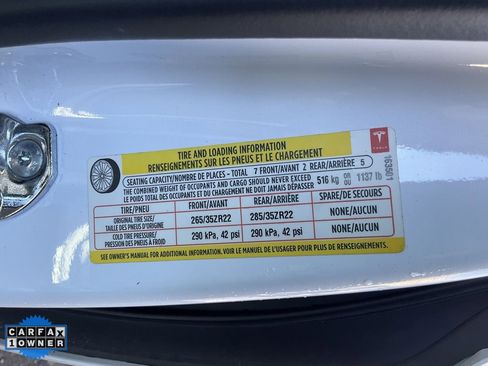 TIRE AND LOADING INFORMATION
RENSEIGNEMENTS SUR LES PNEUS ET LE CHARGEMENT
TESLA
SEATING CAPACITY/NOMBRE DE PLACES - TOTAL 7 FRONT/AVANT 2 REAR/ARRIÈRE 5
THE COMBINED WEIGHT OF OCCUPANTS AND CARGO SHOULD NEVER EXCEED 516 kg OR 1137 lb
LE POIDS TOTAL DES OCCUPANTS ET DU CHARGEMENT NE DOIT JAMAIS DÉPASSER OU
163501
TIRE/PNEU FRONT/AVANT REAR/ARRIÈRE SPARE/DE SECOURS
ORIGINAL TIRE SIZE/ 265/35ZR22 285/35ZR22 NONE/AUCUN
TAILLE DES PNEUS D'ORIGINE
COLD TIRE PRESSURE/ 290 kPa, 42 psi 290 kPa, 42 psi NONE/AUCUN
PRESSION DES PNEUS À FROID
SEE OWNER'S MANUAL FOR ADDITIONAL INFORMATION. VOIR LE MANUEL DE L'USAGER POUR PLUS DE RENSEIGNEMENTS
CARFAX
1 OWNER